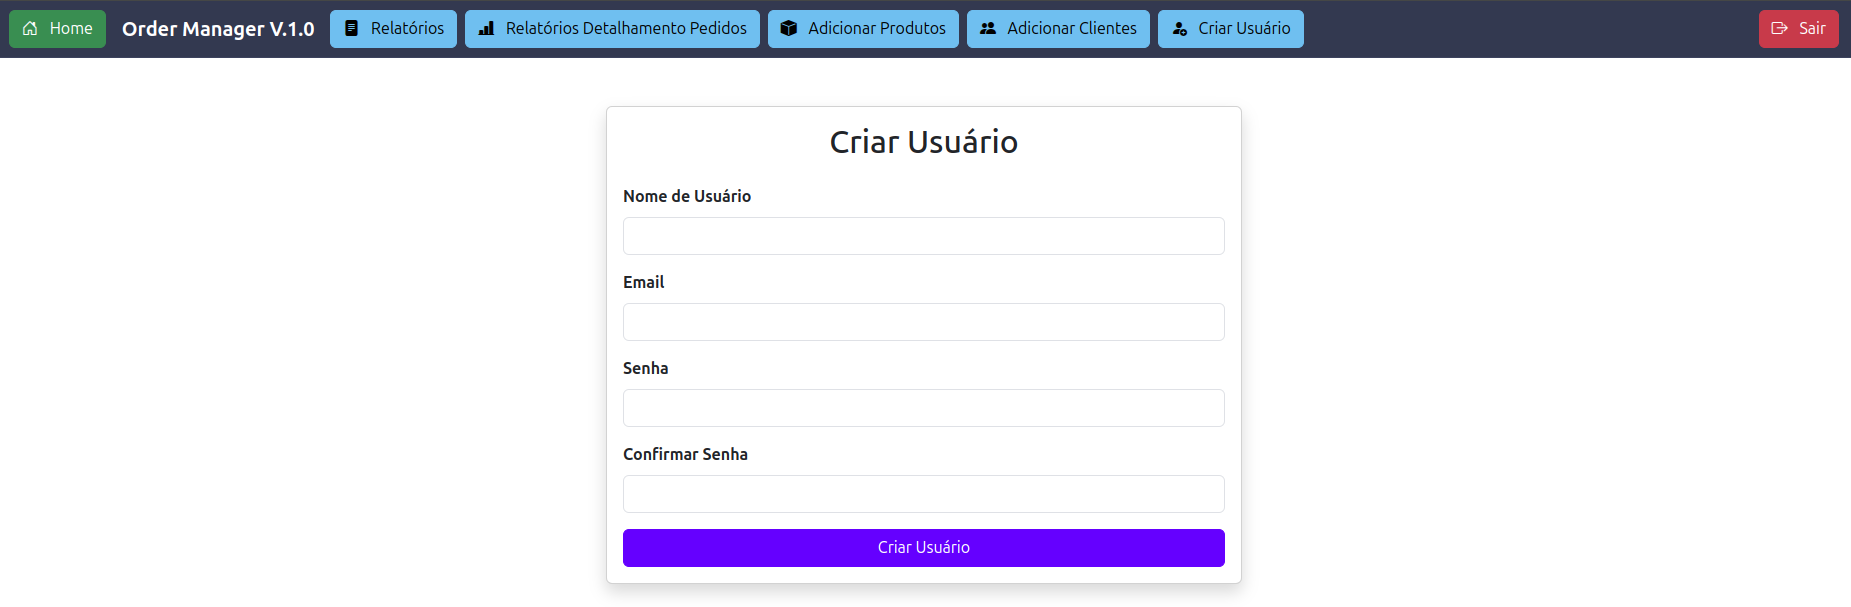 Home Order Manager V.1.0 Relatórios Relatórios Detalhamento Pedidos Adicionar Produtos Adicionar Clientes Criar Usuário Sair
Criar Usuário
Nome de Usuário
Email
Senha
Confirmar Senha
Criar Usuário